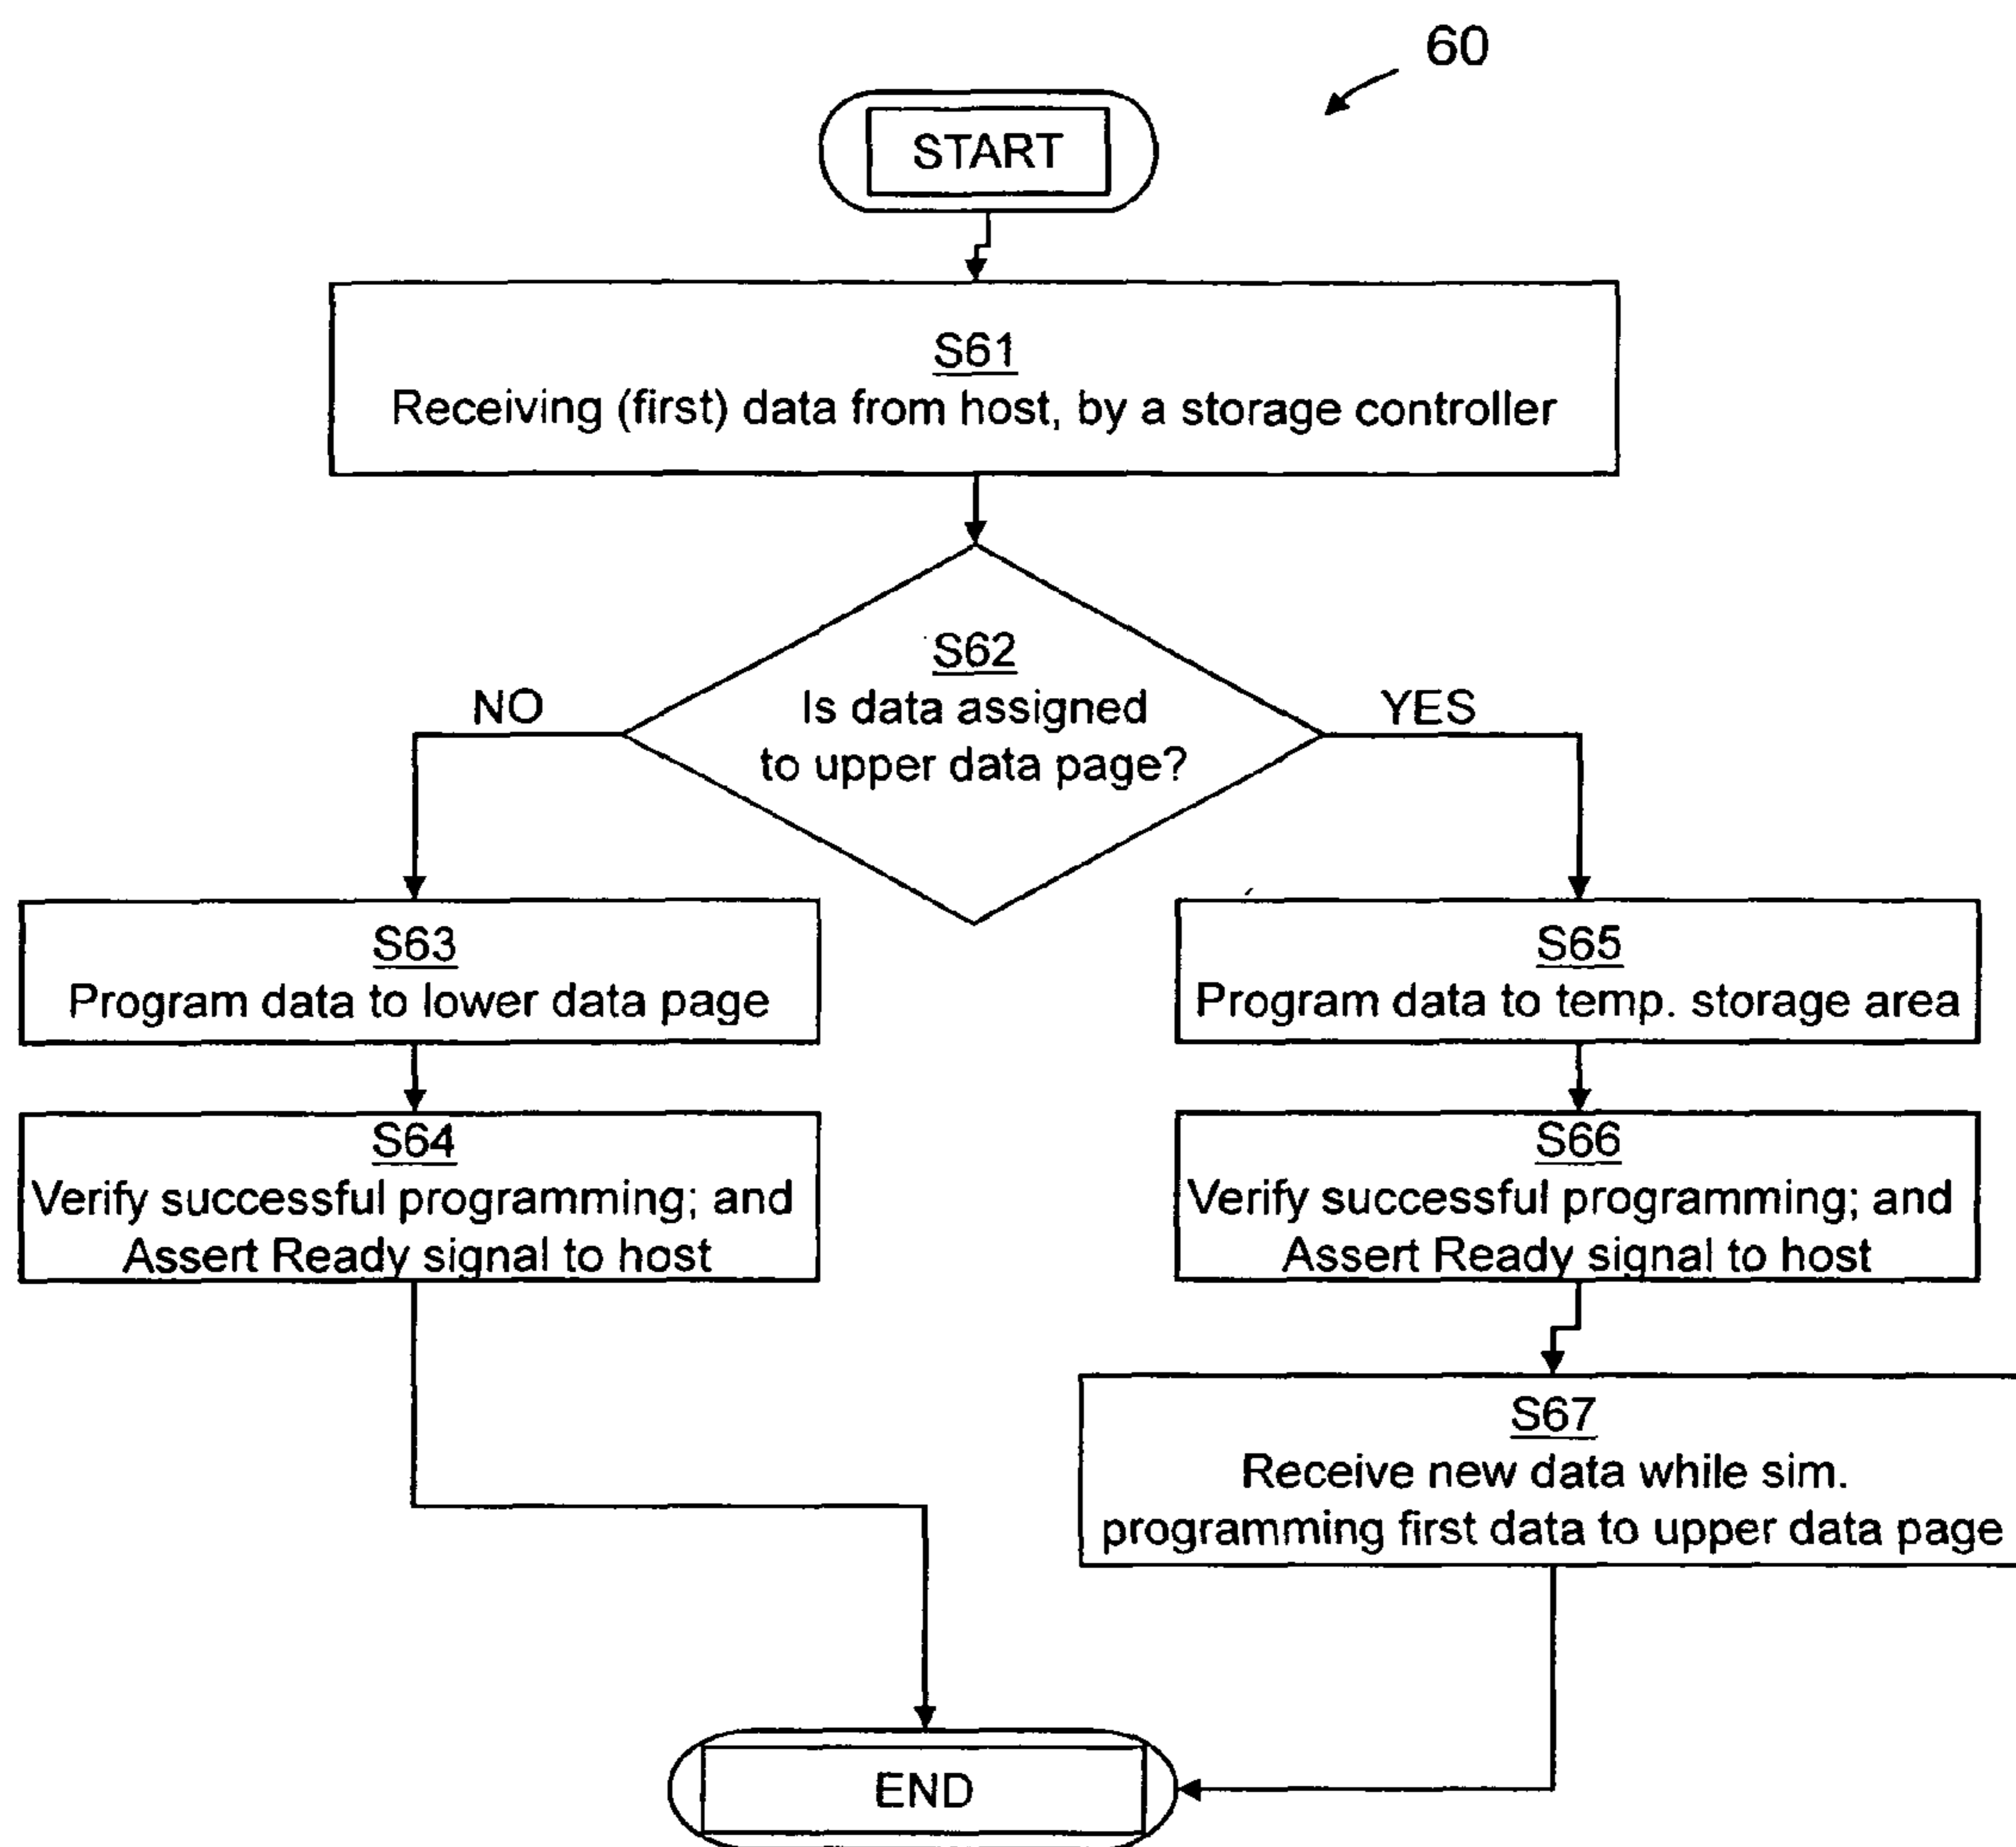 60
START
S61
Receiving (first) data from host, by a storage controller
S62
Is data assigned
to upper data page?
NO
YES
S63
Program data to lower data page
S64
Verify successful programming; and
Assert Ready signal to host
S65
Program data to temp. storage area
S66
Verify successful programming; and
Assert Ready signal to host
S67
Receive new data while sim.
programming first data to upper data page
END